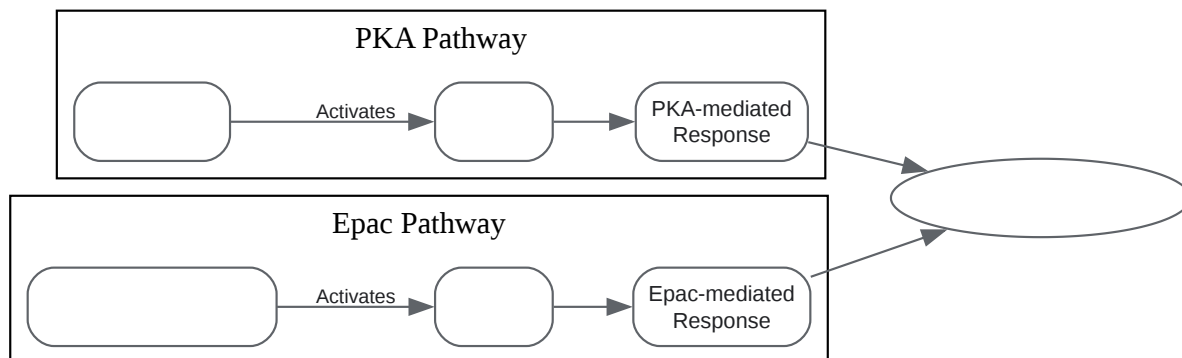 PKA Pathway
Activates
PKA-mediated
Response
Epac Pathway
Activates
Epac-mediated
Response